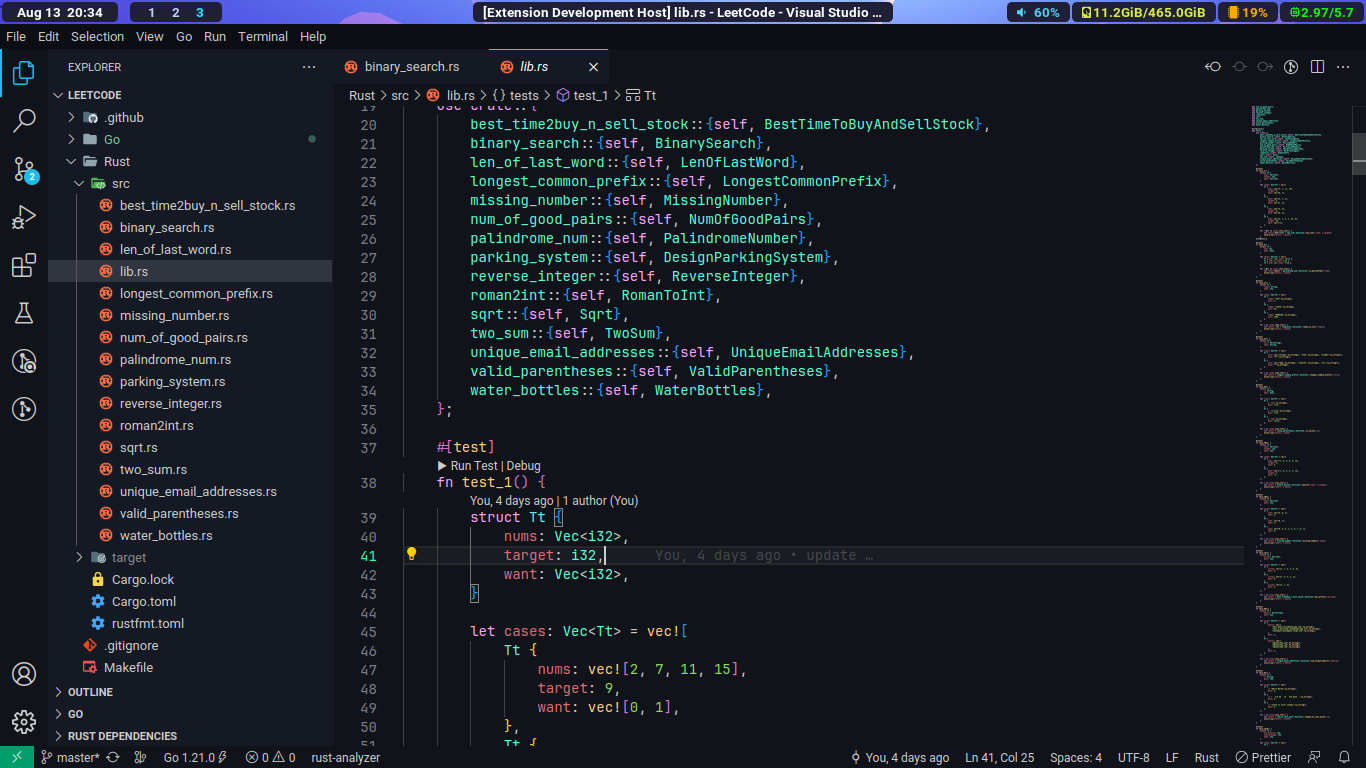 Aug 13 20:34
1 2 3
[Extension Development Host] lib.rs - LeetCode - Visual Studio ...
60%
11.2GiB/465.0GiB
19%
2.97/5.7
File Edit Selection View Go Run Terminal Help
EXPLORER
LEETCODE
.github
Go
Rust
src
best_time2buy_n_sell_stock.rs
binary_search.rs
len_of_last_word.rs
lib.rs
longest_common_prefix.rs
missing_number.rs
num_of_good_pairs.rs
palindrome_num.rs
parking_system.rs
reverse_integer.rs
roman2int.rs
sqrt.rs
two_sum.rs
unique_email_addresses.rs
valid_parentheses.rs
water_bottles.rs
target
Cargo.lock
Cargo.toml
rustfmt.toml
.gitignore
Makefile
OUTLINE
GO
RUST DEPENDENCIES
2
binary_search.rs
lib.rs
Rust > src > lib.rs > {} tests > test_1 > Tt
19 use crate::{
20 best_time2buy_n_sell_stock::{self, BestTimeToBuyAndSellStock},
21 binary_search::{self, BinarySearch},
22 len_of_last_word::{self, LenOfLastWord},
23 longest_common_prefix::{self, LongestCommonPrefix},
24 missing_number::{self, MissingNumber},
25 num_of_good_pairs::{self, NumOfGoodPairs},
26 palindrome_num::{self, PalindromeNumber},
27 parking_system::{self, DesignParkingSystem},
28 reverse_integer::{self, ReverseInteger},
29 roman2int::{self, RomanToInt},
30 sqrt::{self, Sqrt},
31 two_sum::{self, TwoSum},
32 unique_email_addresses::{self, UniqueEmailAddresses},
33 valid_parentheses::{self, ValidParentheses},
34 water_bottles::{self, WaterBottles},
35 };
36
37 #[test]
Run Test | Debug
38 fn test_1() {
You, 4 days ago | 1 author (You)
39 struct Tt {
40 nums: Vec<i32>,
41 target: i32, You, 4 days ago • update …
42 want: Vec<i32>,
43 }
44
45 let cases: Vec<Tt> = vec![
46 Tt {
47 nums: vec![2, 7, 11, 15],
48 target: 9,
49 want: vec![0, 1],
50 },
51 Tt {
master* Go 1.21.0 0 0 rust-analyzer
You, 4 days ago Ln 41, Col 25 Spaces: 4 UTF-8 LF Rust Prettier